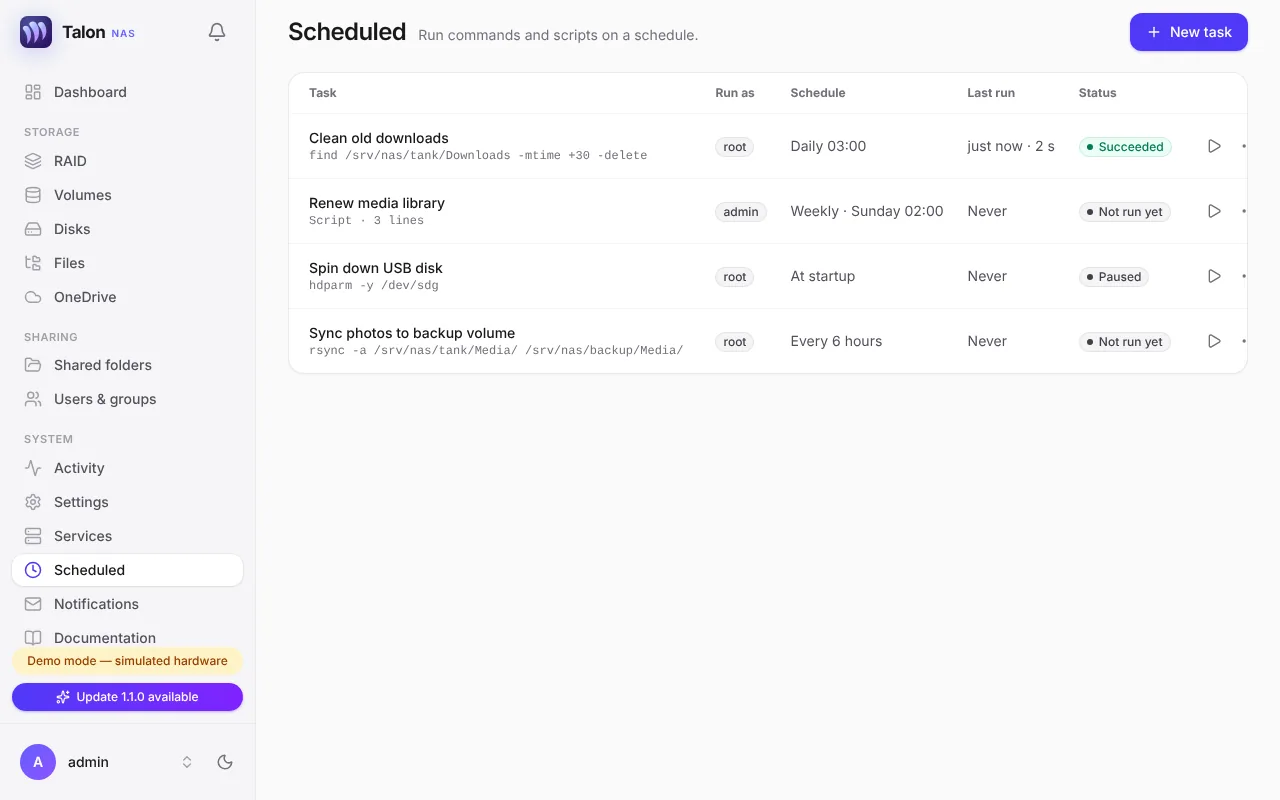 Talon NAS
Dashboard
STORAGE
RAID
Volumes
Disks
Files
OneDrive
SHARING
Shared folders
Users & groups
SYSTEM
Activity
Settings
Services
Scheduled
Notifications
Documentation
Demo mode — simulated hardware
Update 1.1.0 available
A admin
Scheduled Run commands and scripts on a schedule.
New task
Task Run as Schedule Last run Status
Clean old downloads
find /srv/nas/tank/Downloads -mtime +30 -delete
root Daily 03:00 just now · 2 s Succeeded
Renew media library
Script · 3 lines
admin Weekly · Sunday 02:00 Never Not run yet
Spin down USB disk
hdparm -y /dev/sdg
root At startup Never Paused
Sync photos to backup volume
rsync -a /srv/nas/tank/Media/ /srv/nas/backup/Media/
root Every 6 hours Never Not run yet